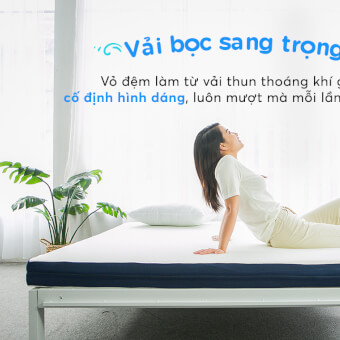 Vải bọc sang trọng
Vỏ đệm làm từ vải thun thoáng khí
cố định hình dáng, luôn mượt mà mỗi lần